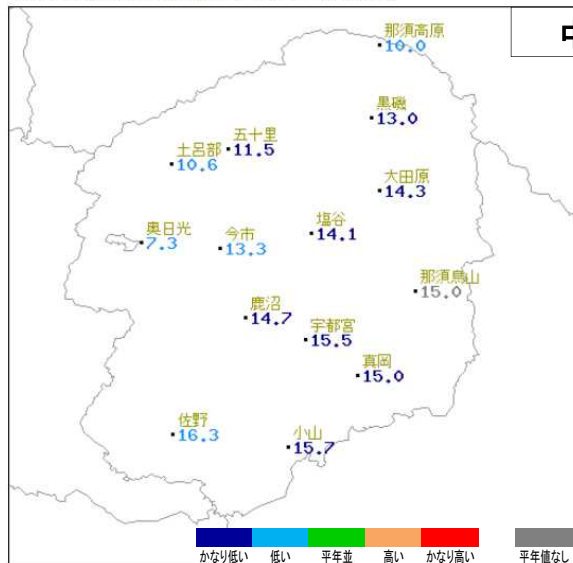 那須高原
10.0
黒磯
13.0
五十里
11.5
土呂部
10.6
大田原
14.3
塩谷
14.1
奥日光
7.3
今市
13.3
那須烏山
15.0
鹿沼
14.7
宇都宮
15.5
真岡
15.0
佐野
16.3
小山
15.7
かなり低い 低い 平年並 高い かなり高い 平年値なし